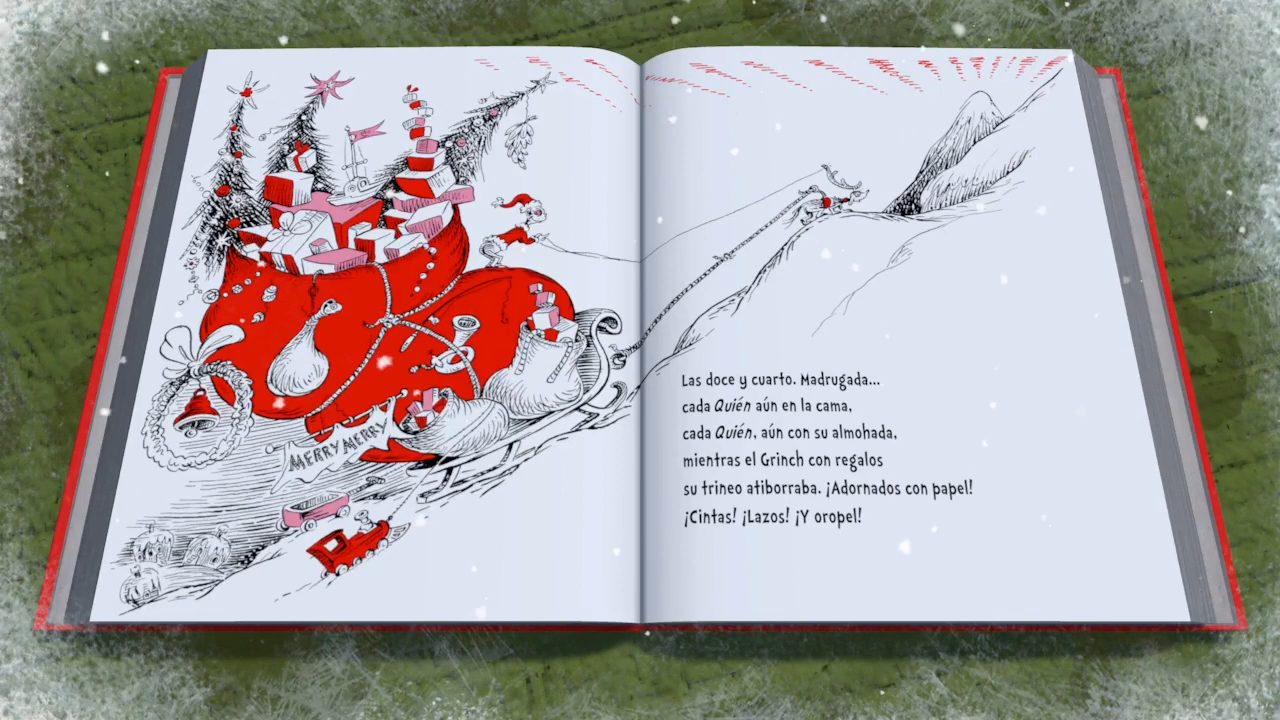 MERRY MERRY
Las doce y cuarto. Madrugada...
cada Quién aún en la cama,
cada Quién, aún con su almohada,
mientras el Grinch con regalos
su trineo atiborraba. ¡Adornados con papel!
¡Cintas! ¡Lazos! ¡Y oropel!